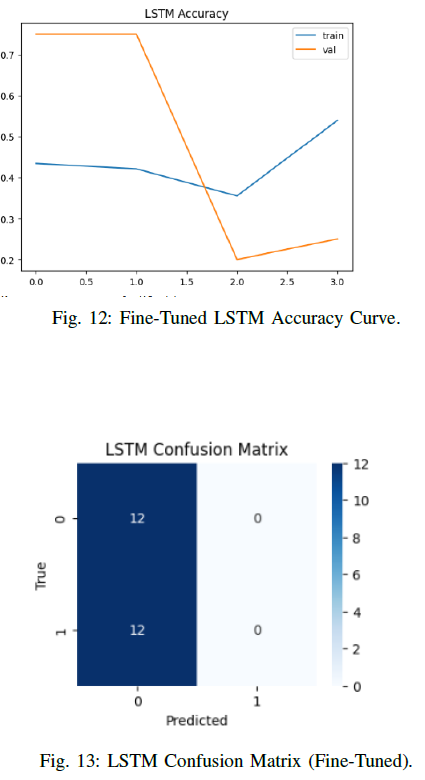 LSTM Accuracy
train
val
0.7
0.6
0.5
0.4
0.3
0.2
0.0 0.5 1.0 1.5 2.0 2.5 3.0
Fig. 12: Fine-Tuned LSTM Accuracy Curve.
LSTM Confusion Matrix
12 0
12 0
0
1
True
0 1
Predicted
12
10
8
6
4
2
0
Fig. 13: LSTM Confusion Matrix (Fine-Tuned).